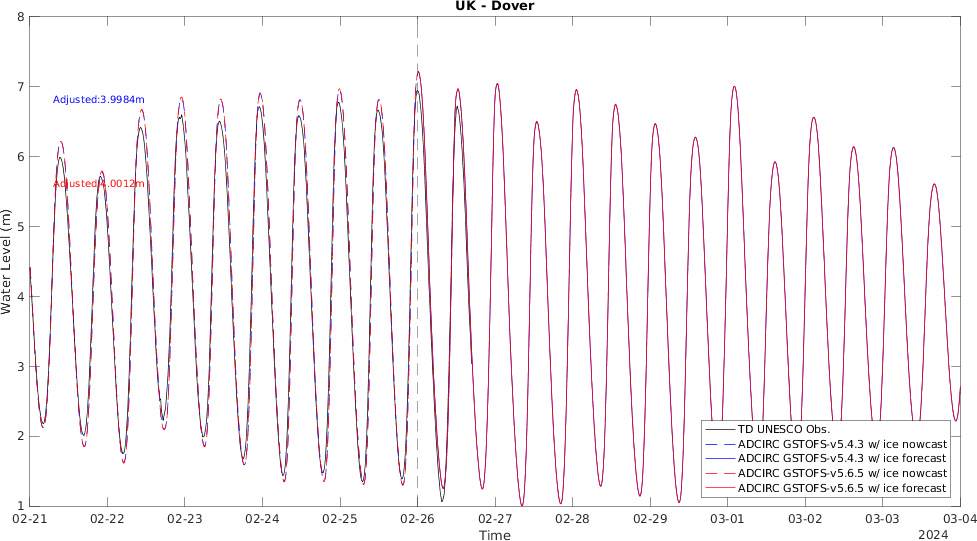 UK - Dover
8
7
6
5
4
3
2
1
Water Level (m)
Adjusted:3.9984m
Adjusted:4.0012m
TD UNESCO Obs.
ADCIRC GSTOFS-v5.4.3 w/ ice nowcast
ADCIRC GSTOFS-v5.4.3 w/ ice forecast
ADCIRC GSTOFS-v5.6.5 w/ ice nowcast
ADCIRC GSTOFS-v5.6.5 w/ ice forecast
02-21 02-22 02-23 02-24 02-25 02-26 02-27 02-28 02-29 03-01 03-02 03-03 03-04
Time
2024